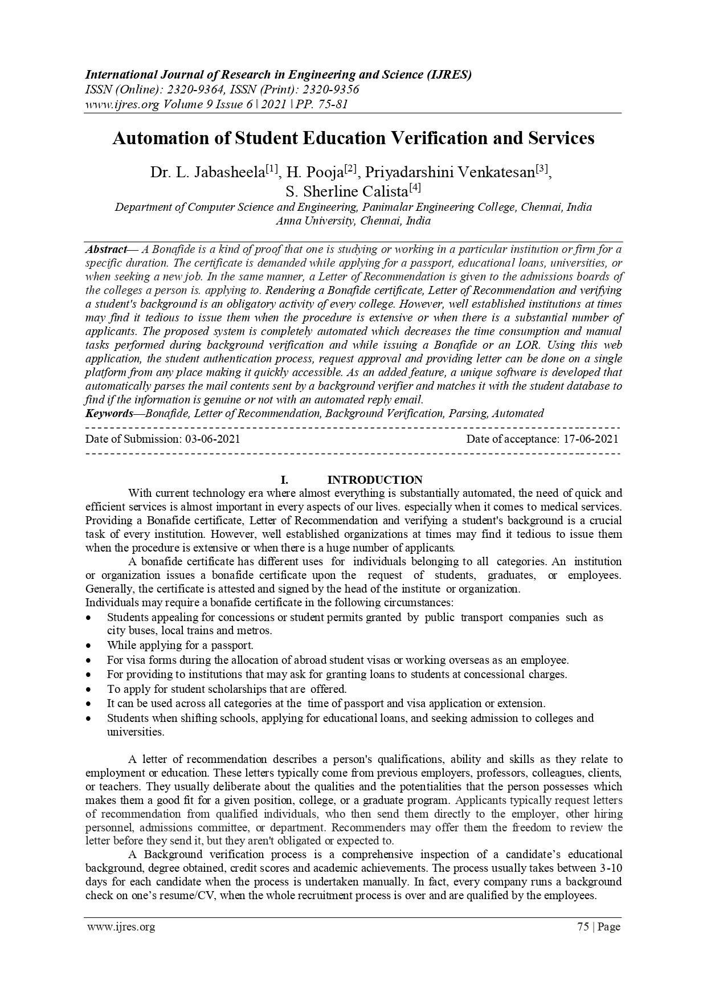 International Journal of Research in Engineering and Science (IJRES)
ISSN (Online): 2320-9364, ISSN (Print): 2320-9356
www.ijres.org Volume 9 Issue 6 ǁ 2021 ǁ PP. 75-81
Automation of Student Education Verification and Services
Dr. L. Jabasheela[1], H. Pooja[2], Priyadarshini Venkatesan[3],
S. Sherline Calista[4]
Department of Computer Science and Engineering, Panimalar Engineering College, Chennai, India
Anna University, Chennai, India
Abstract— A Bonafide is a kind of proof that one is studying or working in a particular institution or firm for a
specific duration. The certificate is demanded while applying for a passport, educational loans, universities, or
when seeking a new job. In the same manner, a Letter of Recommendation is given to the admissions boards of
the colleges a person is. applying to. Rendering a Bonafide certificate, Letter of Recommendation and verifying
a student's background is an obligatory activity of every college. However, well established institutions at times
may find it tedious to issue them when the procedure is extensive or when there is a substantial number of
applicants. The proposed system is completely automated which decreases the time consumption and manual
tasks performed during background verification and while issuing a Bonafide or an LOR. Using this web
application, the student authentication process, request approval and providing letter can be done on a single
platform from any place making it quickly accessible. As an added feature, a unique software is developed that
automatically parses the mail contents sent by a background verifier and matches it with the student database to
find if the information is genuine or not with an automated reply email.
Keywords—Bonafide, Letter of Recommendation, Background Verification, Parsing, Automated
Date of Submission: 03-06-2021 Date of acceptance: 17-06-2021
I. INTRODUCTION
With current technology era where almost everything is substantially automated, the need of quick and
efficient services is almost important in every aspects of our lives. especially when it comes to medical services.
Providing a Bonafide certificate, Letter of Recommendation and verifying a student's background is a crucial
task of every institution. However, well established organizations at times may find it tedious to issue them
when the procedure is extensive or when there is a huge number of applicants.
A bonafide certificate has different uses for individuals belonging to all categories. An institution
or organization issues a bonafide certificate upon the request of students, graduates, or employees.
Generally, the certificate is attested and signed by the head of the institute or organization.
Individuals may require a bonafide certificate in the following circumstances:
• Students appealing for concessions or student permits granted by public transport companies such as
city buses, local trains and metros.
• While applying for a passport.
• For visa forms during the allocation of abroad student visas or working overseas as an employee.
• For providing to institutions that may ask for granting loans to students at concessional charges.
• To apply for student scholarships that are offered.
• It can be used across all categories at the time of passport and visa application or extension.
• Students when shifting schools, applying for educational loans, and seeking admission to colleges and
universities.
A letter of recommendation describes a person's qualifications, ability and skills as they relate to
employment or education. These letters typically come from previous employers, professors, colleagues, clients,
or teachers. They usually deliberate about the qualities and the potentialities that the person possesses which
makes them a good fit for a given position, college, or a graduate program. Applicants typically request letters
of recommendation from qualified individuals, who then send them directly to the employer, other hiring
personnel, admissions committee, or department. Recommenders may offer them the freedom to review the
letter before they send it, but they aren't obligated or expected to.
A Background verification process is a comprehensive inspection of a candidate’s educational
background, degree obtained, credit scores and academic achievements. The process usually takes between 3-10
days for each candidate when the process is undertaken manually. In fact, every company runs a background
check on one’s resume/CV, when the whole recruitment process is over and are qualified by the employees.
www.ijres.org 75 | Page